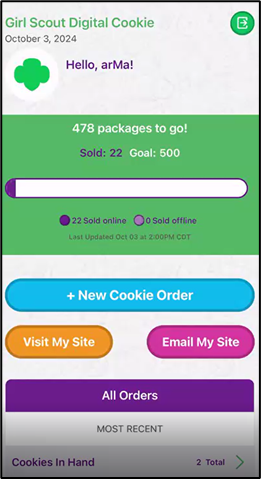 Girl Scout Digital Cookie
October 3, 2024
Hello, arMa!
478 packages to go!
Sold: 22 Goal: 500
22 Sold online 0 Sold offline
Last Updated Oct 03 at 2:00PM CDT
+ New Cookie Order
Visit My Site Email My Site
All Orders
MOST RECENT
Cookies In Hand 2 Total